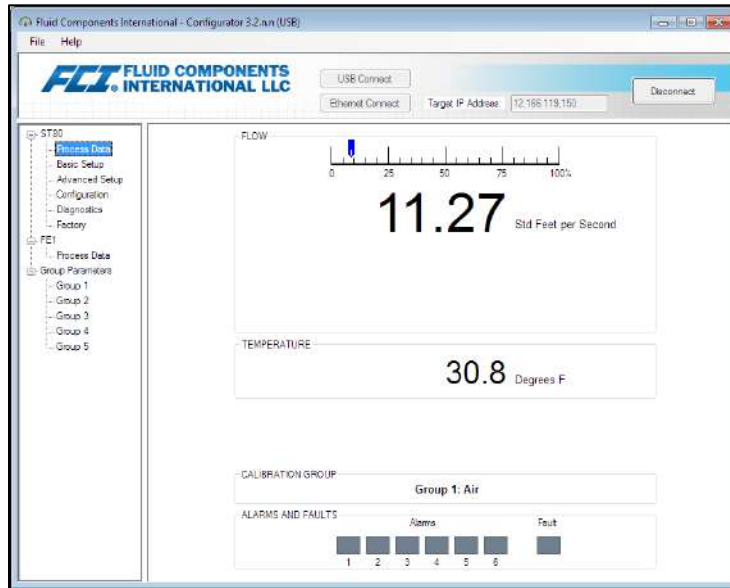 Fluid Components International - Configurator 3.2.n.n (USB)
File Help
FCI. FLUID COMPONENTS
INTERNATIONAL LLC
USB Connect
Ethernet Connect Target IP Address: 12.166.119.150
Disconnect
ST80
Process Data
Basic Setup
Advanced Setup
Configuration
Diagnostics
Factory
FE1
Process Data
Group Parameters
Group 1
Group 2
Group 3
Group 4
Group 5
FLOW
0 25 50 75 100%
11.27 Std Feet per Second
TEMPERATURE
30.8 Degrees F
CALIBRATION GROUP
Group 1: Air
ALARMS AND FAULTS
Alarms Fault
1 2 3 4 5 6